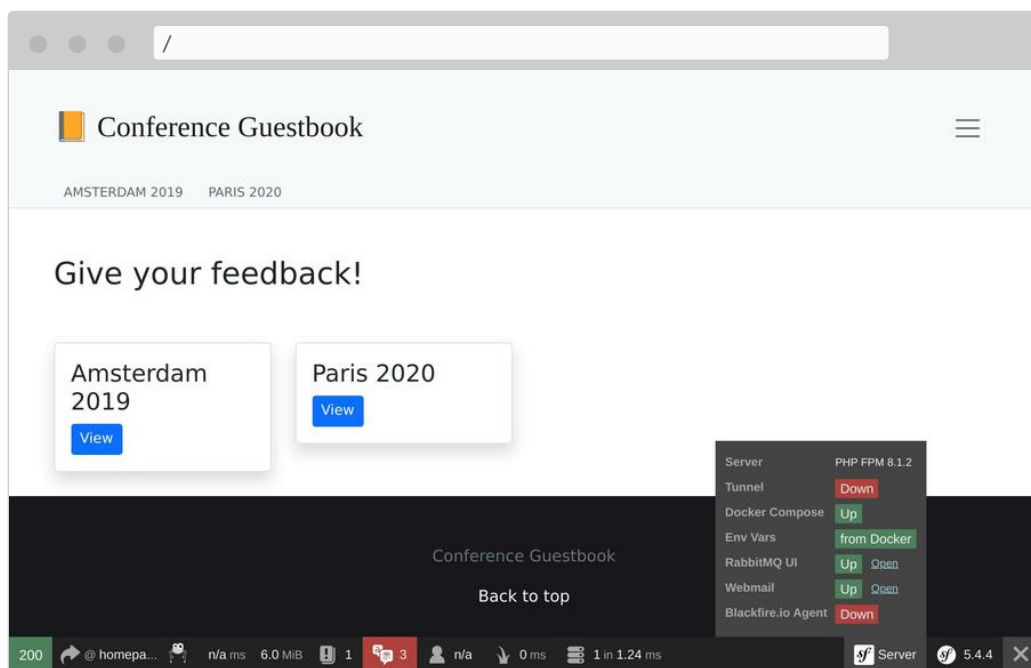 /
Conference Guestbook
AMSTERDAM 2019 PARIS 2020
Give your feedback!
Amsterdam
2019
View
Paris 2020
View
Server PHP FPM 8.1.2
Tunnel Down
Docker Compose Up
Env Vars from Docker
RabbitMQ UI Up Open
Webmail Up Open
Blackfire.io Agent Down
Conference Guestbook
Back to top
200 @ homepa... n/a ms 6.0 MiB 1 3 n/a 0 ms 1 in 1.24 ms sf Server sf 5.4.4